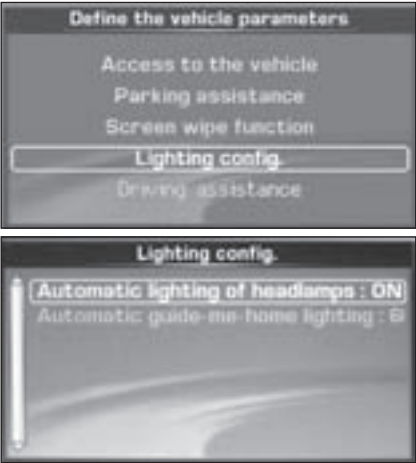 Define the vehicle parameters
Access to the vehicle
Parking assistance
Screen wipe function
Lighting config.
Driving assistance
Lighting config.
Automatic lighting of headlamps : ON
Automatic guide-me-home lighting :